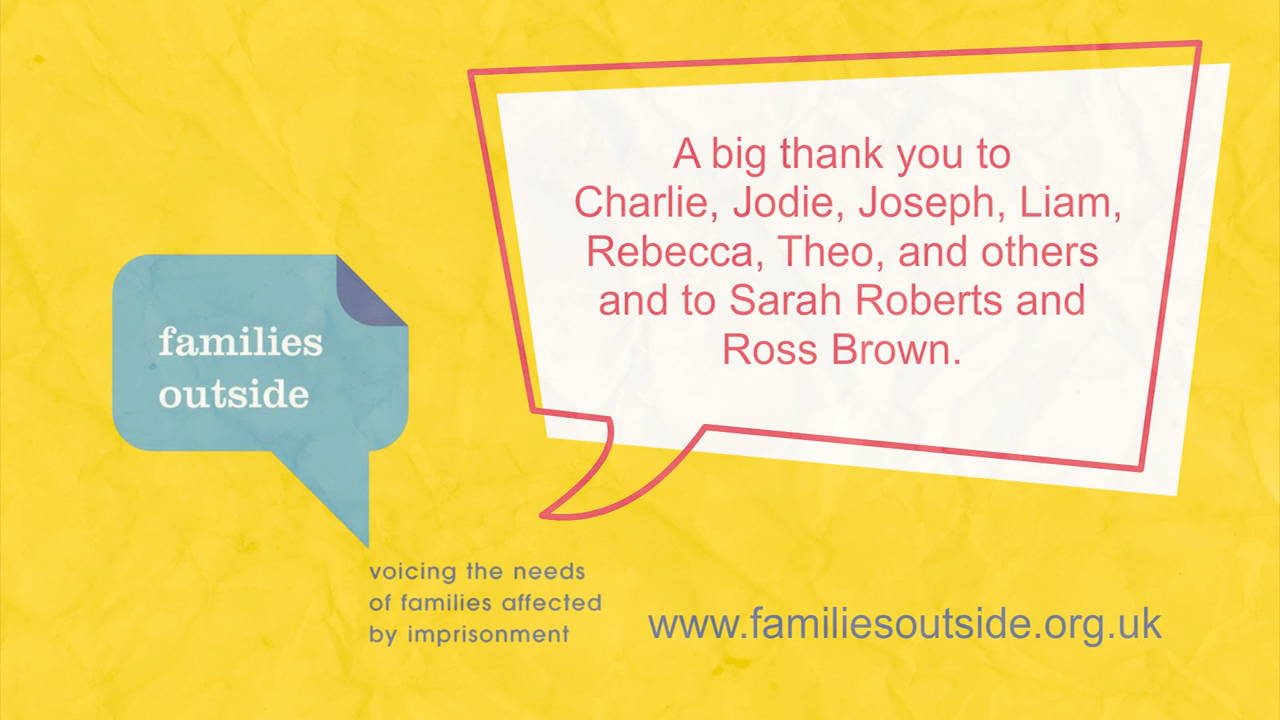 A big thank you to
Charlie, Jodie, Joseph, Liam,
Rebecca, Theo, and others
and to Sarah Roberts and
Ross Brown.
families
outside
voicing the needs
of families affected
by imprisonment
www.familiesoutside.org.uk